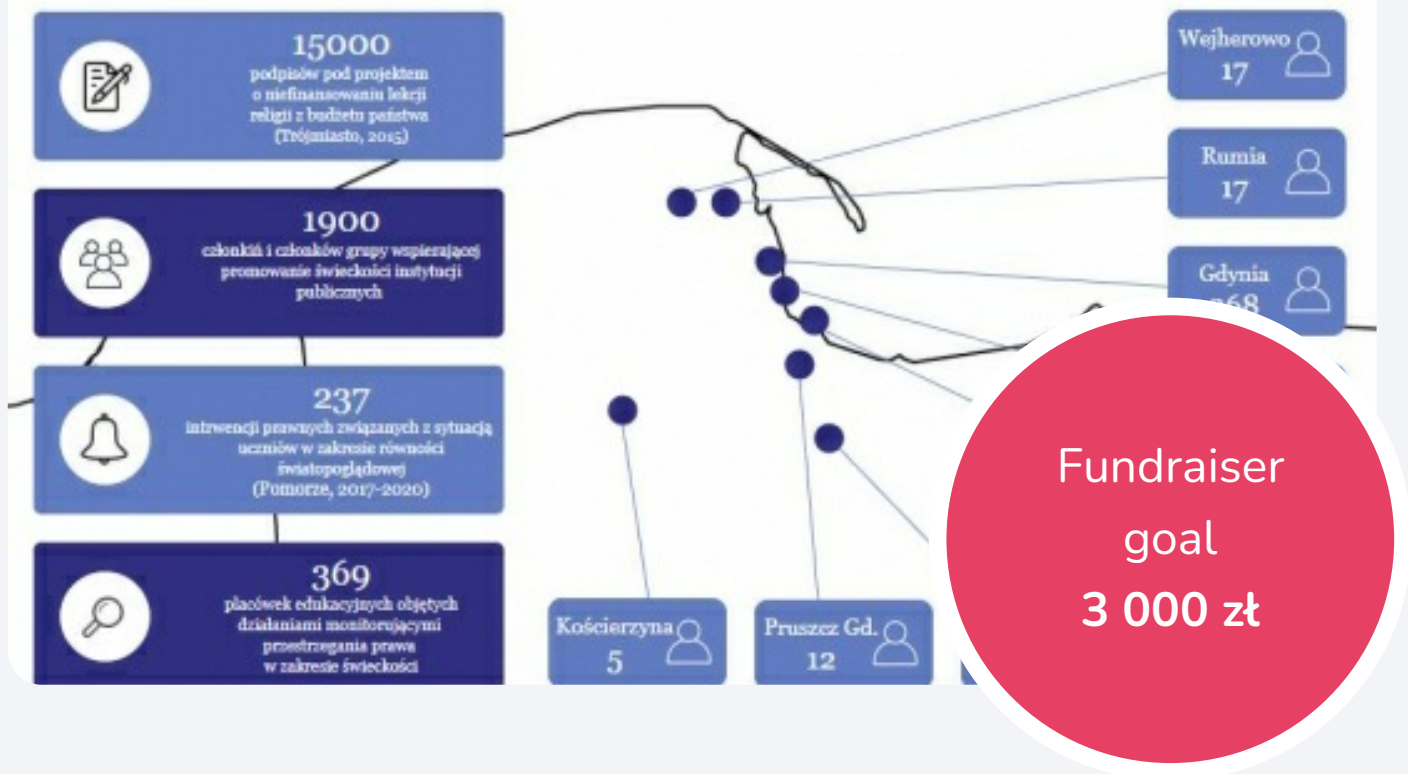 15000
podpisów pod projektem
o niefinansowaniu lekcji
religii z budżetu państwa
(Trójmiasto, 2015)
1900
członkiń i członków grupy wspierającej
promowanie świeckości instytucji
publicznych
237
intrwencji prawnych związanych z sytuacją
uczniów w zakresie równości
światopoglądowej
(Pomorze, 2017-2020)
369
placówek edukacyjnych objętych
działaniami monitorującymi
przestrzegania prawa
w zakresie świeckości
Wejherowo
17
Rumia
17
Gdynia
Kościerzyna
5
Pruszcz Gd.
12
Fundraiser
goal
3 000 zł